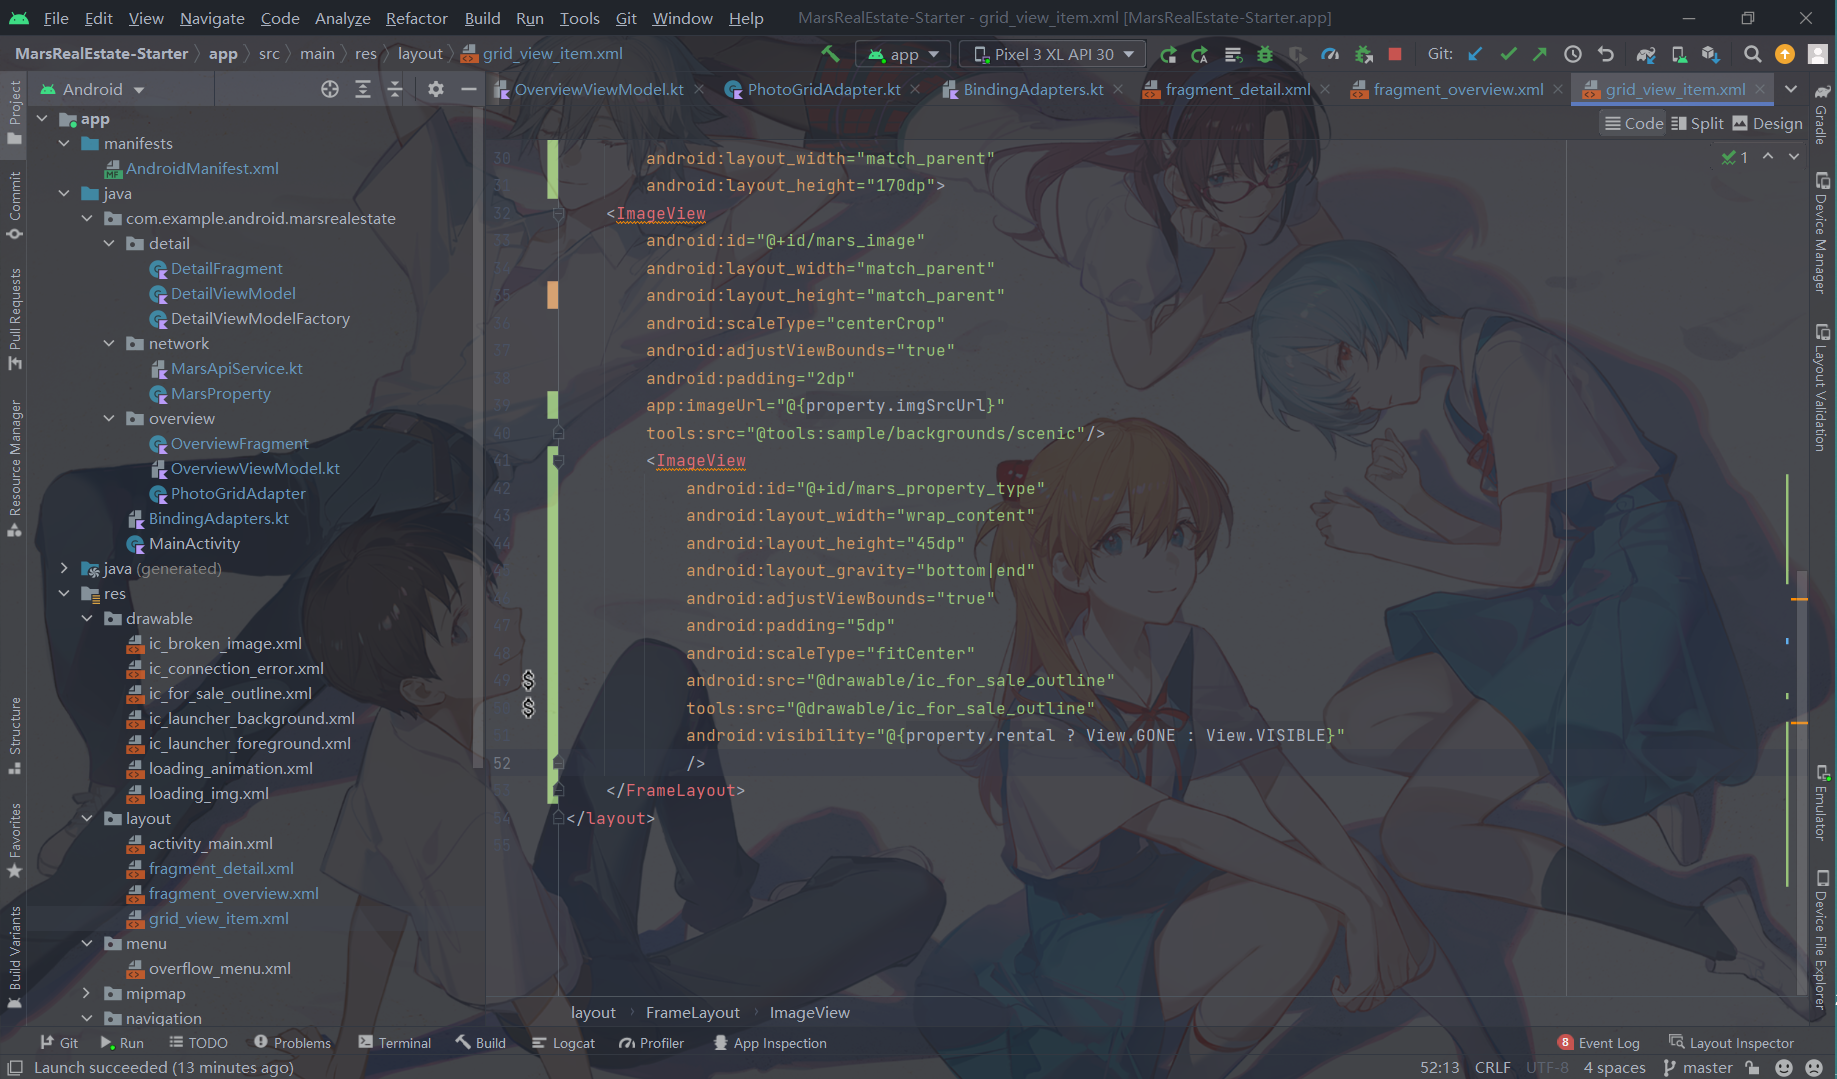 File Edit View Navigate Code Analyze Refactor Build Run Tools Git Window Help MarsRealEstate-Starter - grid_view_item.xml [MarsRealEstate-Starter.app]
MarsRealEstate-Starter app src main res layout grid_view_item.xml app Pixel 3 XL API 30 Git:
Android OverviewViewModel.kt PhotoGridAdapter.kt BindingAdapters.kt fragment_detail.xml fragment_overview.xml grid_view_item.xml
Code Split Design
Project
Commit
Pull Requests
Resource Manager
Structure
Favorites
Build Variants
app
manifests
AndroidManifest.xml
java
com.example.android.marsrealestate
detail
DetailFragment
DetailViewModel
DetailViewModelFactory
network
MarsApiService.kt
MarsProperty
overview
OverviewFragment
OverviewViewModel.kt
PhotoGridAdapter
BindingAdapters.kt
MainActivity
java (generated)
res
drawable
ic_broken_image.xml
ic_connection_error.xml
ic_for_sale_outline.xml
ic_launcher_background.xml
ic_launcher_foreground.xml
loading_animation.xml
loading_img.xml
layout
activity_main.xml
fragment_detail.xml
fragment_overview.xml
grid_view_item.xml
menu
overflow_menu.xml
mipmap
navigation
1
30 android:layout_width="match_parent"
31 android:layout_height="170dp">
32 <ImageView
33 android:id="@+id/mars_image"
34 android:layout_width="match_parent"
35 android:layout_height="match_parent"
36 android:scaleType="centerCrop"
37 android:adjustViewBounds="true"
38 android:padding="2dp"
39 app:imageUrl="@{property.imgSrcUrl}"
40 tools:src="@tools:sample/backgrounds/scenic"/>
41 <ImageView
42 android:id="@+id/mars_property_type"
43 android:layout_width="wrap_content"
44 android:layout_height="45dp"
45 android:layout_gravity="bottom|end"
46 android:adjustViewBounds="true"
47 android:padding="5dp"
48 android:scaleType="fitCenter"
49 android:src="@drawable/ic_for_sale_outline"
50 tools:src="@drawable/ic_for_sale_outline"
51 android:visibility="@{property.rental ? View.GONE : View.VISIBLE}"
52 />
53 </FrameLayout>
54 </layout>
55
layout FrameLayout ImageView
Gradle
Device Manager
Layout Validation
Emulator
Device File Explorer
Git Run TODO Problems Terminal Build Logcat Profiler App Inspection 8 Event Log Layout Inspector
Launch succeeded (13 minutes ago) 52:13 CRLF UTF-8 4 spaces master